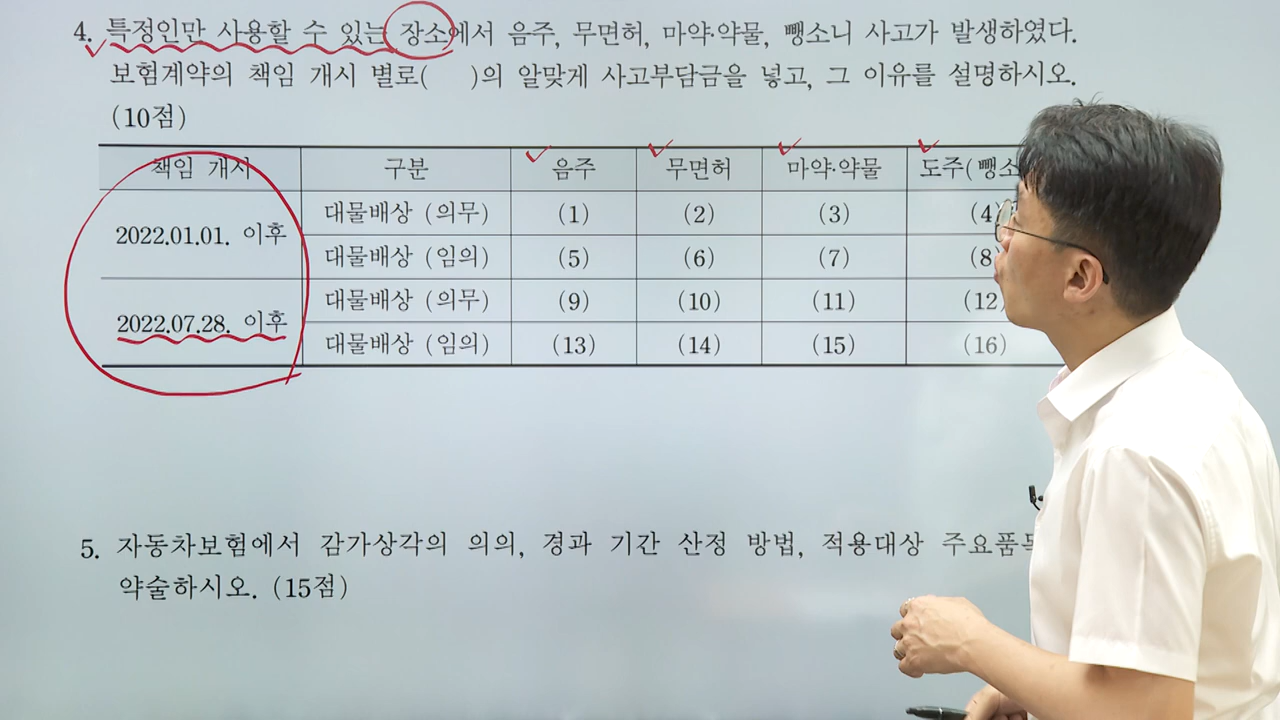 4. 특정인만 사용할 수 있는 장소에서 음주, 무면허, 마약·약물, 뺑소니 사고가 발생하였다.
보험계약의 책임 개시 별로( )의 알맞게 사고부담금을 넣고, 그 이유를 설명하시오.
(10점)
책임 개시 구분 음주 무면허 마약·약물 도주(뺑소
2022.01.01. 이후
대물배상 (의무) (1) (2) (3) (4)
대물배상 (임의) (5) (6) (7) (8
2022.07.28. 이후
대물배상 (의무) (9) (10) (11) (12)
대물배상 (임의) (13) (14) (15) (16)
5. 자동차보험에서 감가상각의 의의, 경과 기간 산정 방법, 적용대상
약술하시오. (15점)